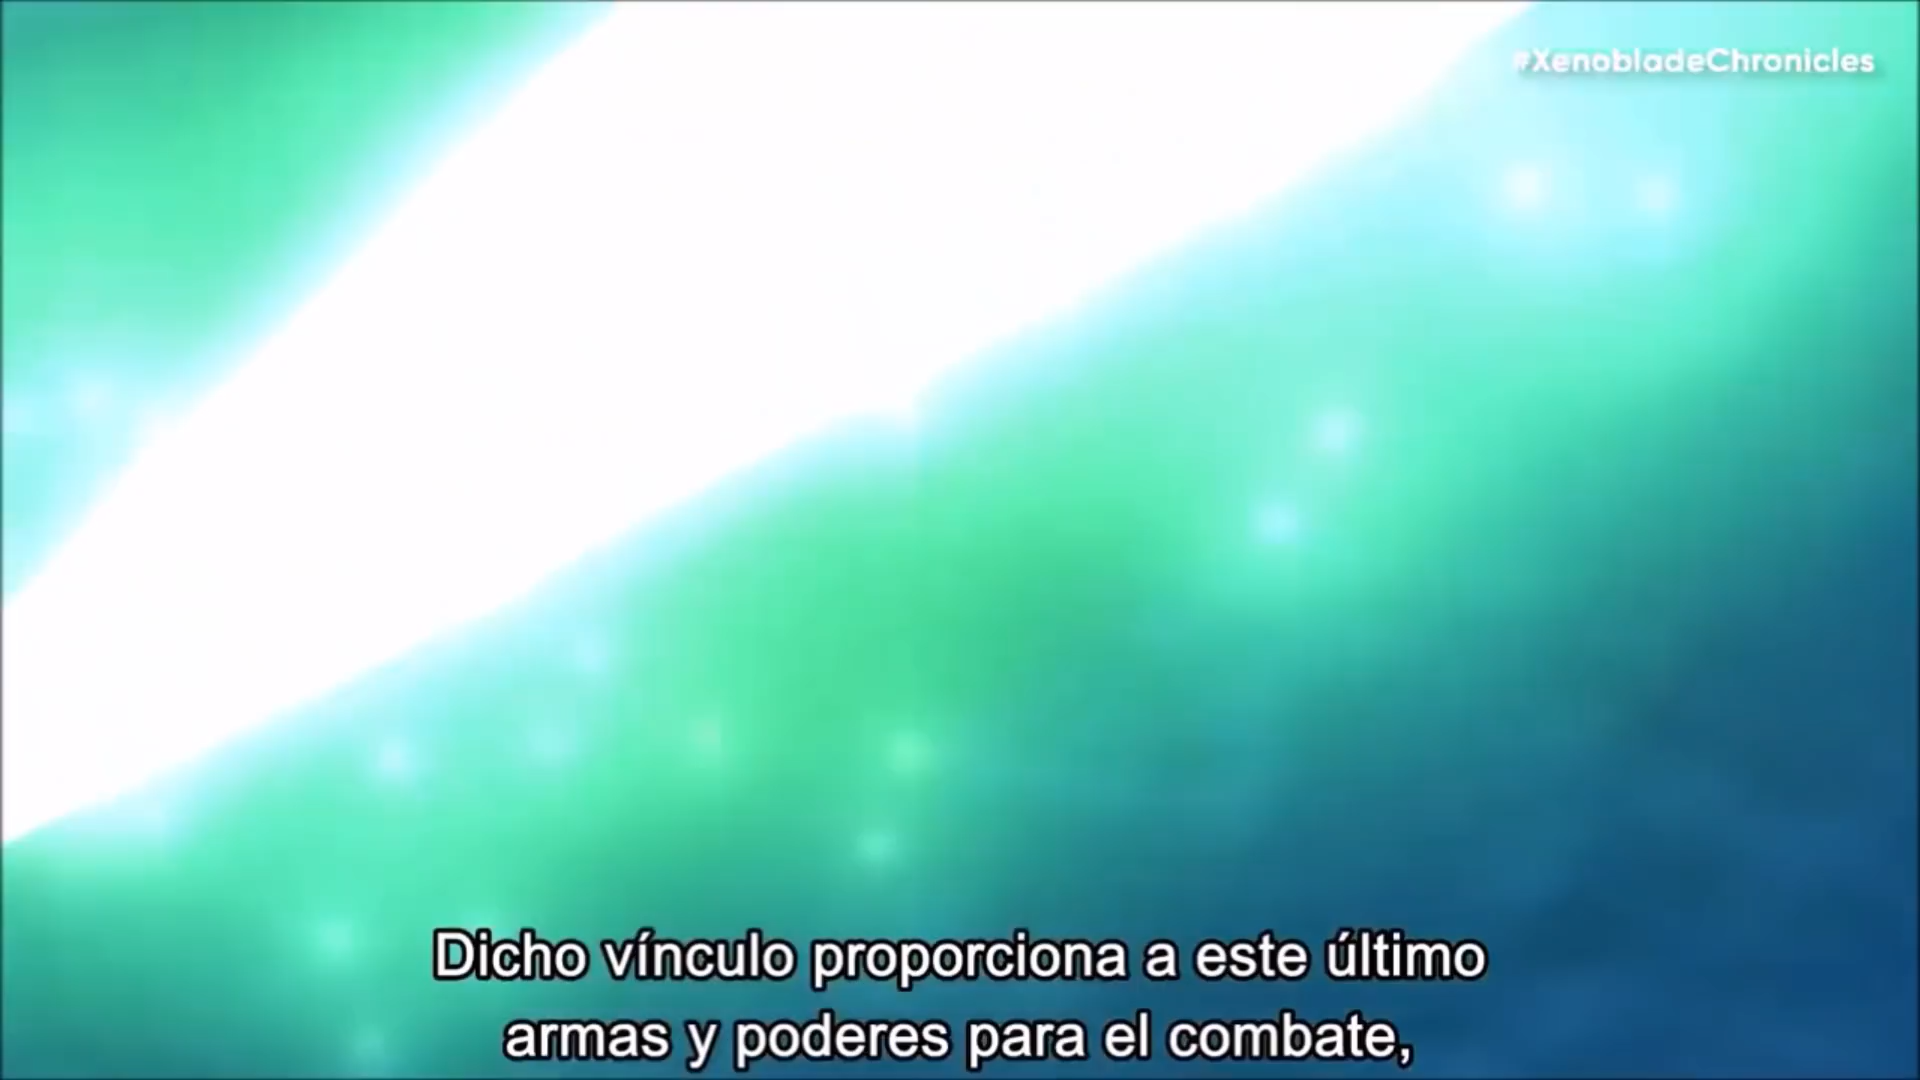 #XenobladeChronicles
Dicho vínculo proporciona a este último
armas y poderes para el combate,